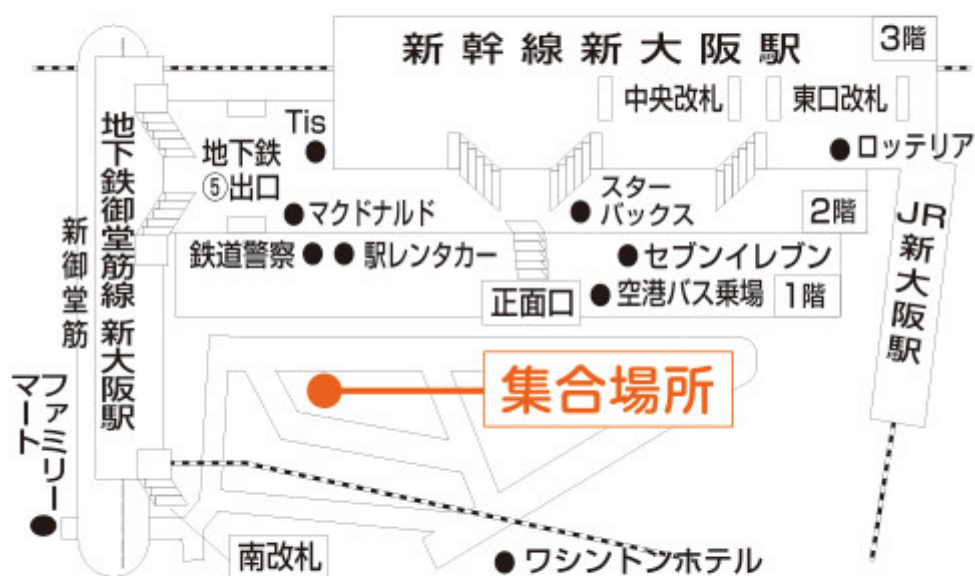 新幹線新大阪駅
3階
中央改札
東口改札
Tis
地下鉄
⑤出口
ロッテリア
マクドナルド
スター
バックス
2階
鉄道警察
駅レンタカー
セブンイレブン
正面口
空港バス乗場
1階
地下鉄御堂筋線 新大阪駅
新御堂筋
JR新大阪駅
集合場所
ファミリー
マート
南改札
ワシントンホテル